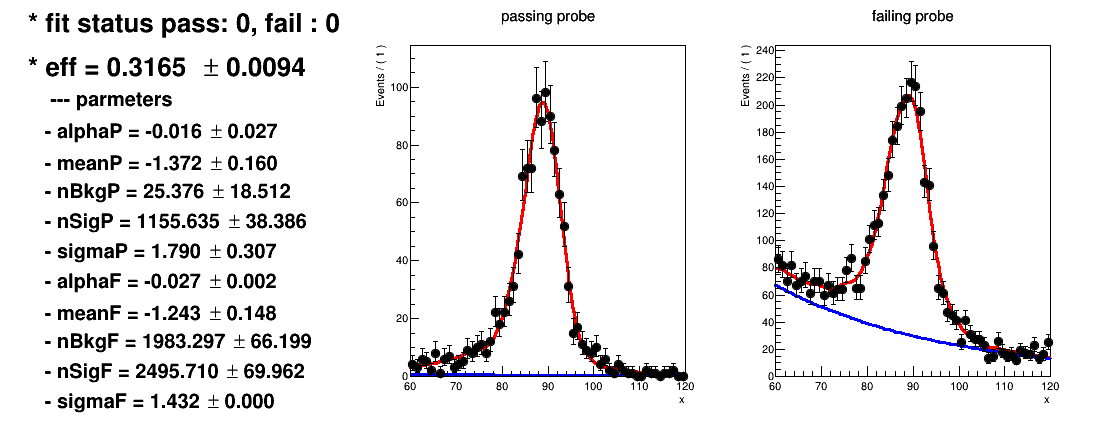 * fit status pass: 0, fail : 0
* eff = 0.3165 ± 0.0094
--- parmeters
- alphaP = -0.016 ± 0.027
- meanP = -1.372 ± 0.160
- nBkgP = 25.376 ± 18.512
- nSigP = 1155.635 ± 38.386
- sigmaP = 1.790 ± 0.307
- alphaF = -0.027 ± 0.002
- meanF = -1.243 ± 0.148
- nBkgF = 1983.297 ± 66.199
- nSigF = 2495.710 ± 69.962
- sigmaF = 1.432 ± 0.000
passing probe
Events / ( 1 )
100
80
60
40
20
0
60 70 80 90 100 110 120
x
failing probe
Events / ( 1 )
240
220
200
180
160
140
120
100
80
60
40
20
0
60 70 80 90 100 110 120
x